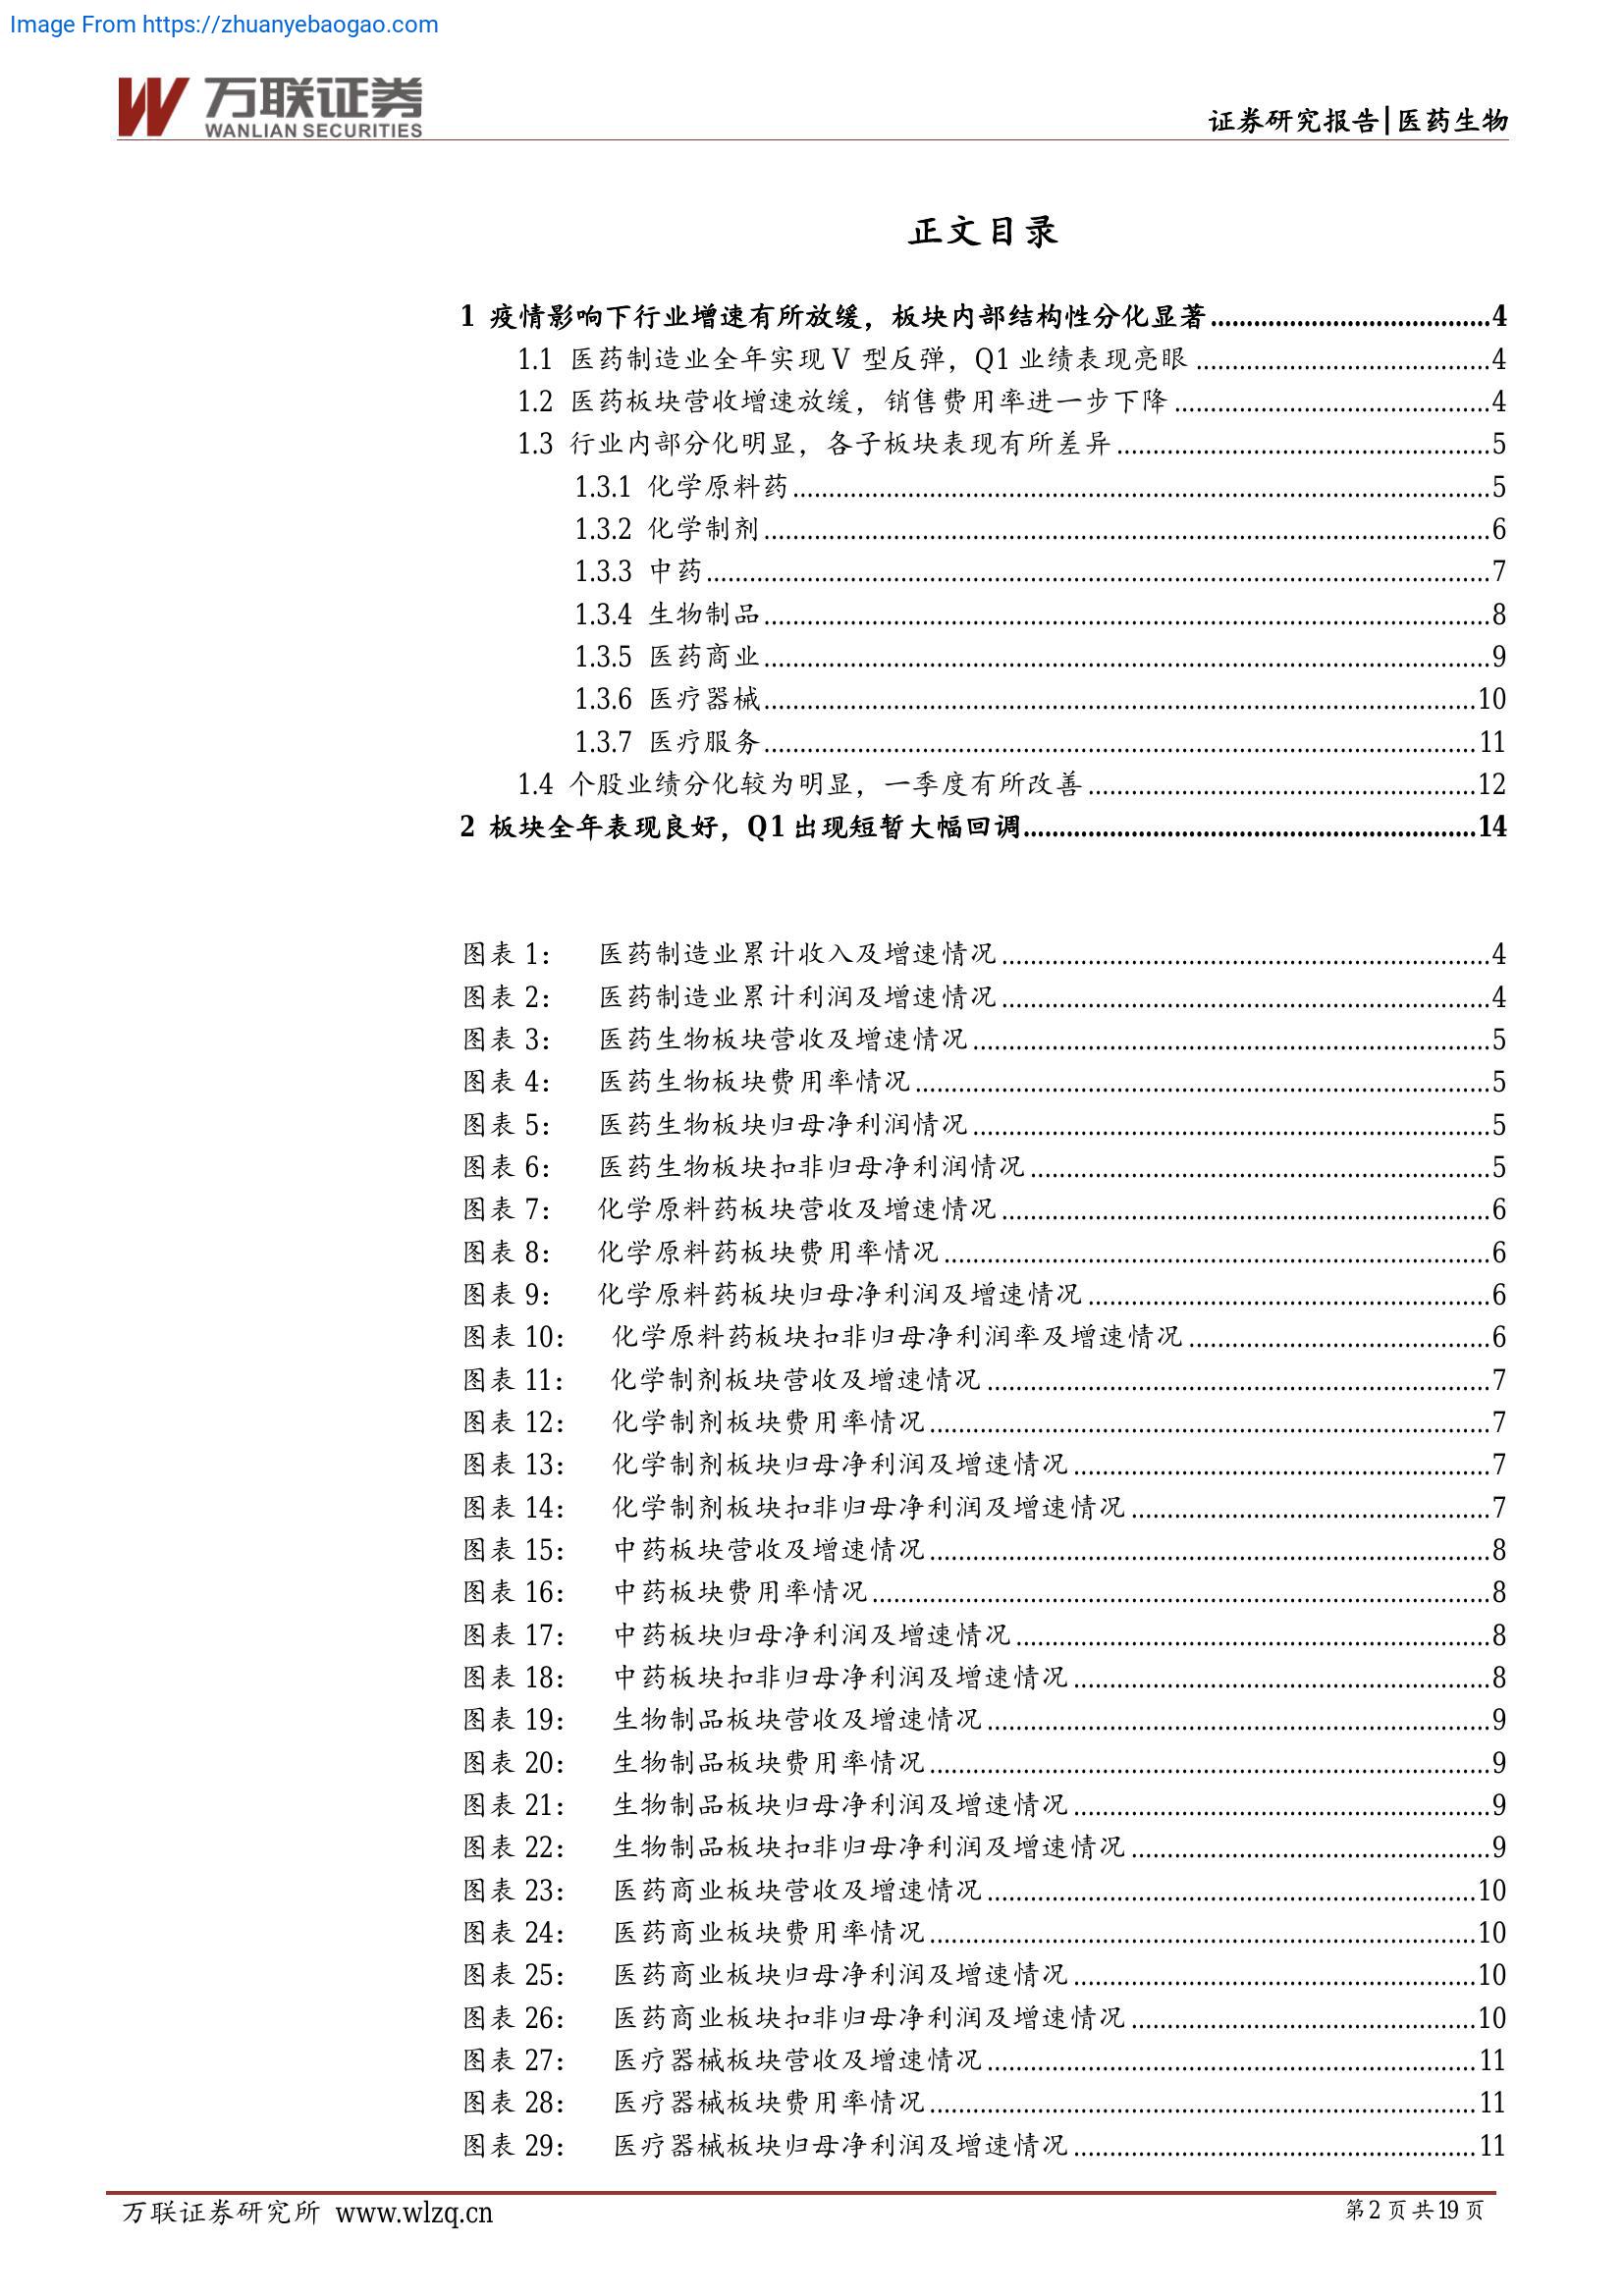 Image From https://zhuanyebaogao.com
万联证券
WANLIAN SECURITIES
证券研究报告|医药生物
正文目录
1 疫情影响下行业增速有所放缓，板块内部结构性分化显著.......................................4
1.1 医药制造业全年实现V 型反弹，Q1业绩表现亮眼.........................................4
1.2 医药板块营收增速放缓，销售费用率进一步下降............................................4
1.3 行业内部分化明显，各子板块表现有所差异....................................................5
1.3.1 化学原料药.................................................................................................5
1.3.2 化学制剂.....................................................................................................6
1.3.3 中药.............................................................................................................7
1.3.4 生物制品.....................................................................................................8
1.3.5 医药商业.....................................................................................................9
1.3.6 医疗器械...................................................................................................10
1.3.7 医疗服务...................................................................................................11
1.4 个股业绩分化较为明显，一季度有所改善......................................................12
2 板块全年表现良好，Q1出现短暂大幅回调...............................................................14
图表 1： 医药制造业累计收入及增速情况....................................................................4
图表 2： 医药制造业累计利润及增速情况....................................................................4
图表 3： 医药生物板块营收及增速情况........................................................................5
图表 4： 医药生物板块费用率情况................................................................................5
图表 5： 医药生物板块归母净利润情况........................................................................5
图表 6： 医药生物板块扣非归母净利润情况................................................................5
图表 7： 化学原料药板块营收及增速情况....................................................................6
图表 8： 化学原料药板块费用率情况............................................................................6
图表 9： 化学原料药板块归母净利润及增速情况........................................................6
图表 10： 化学原料药板块扣非归母净利润率及增速情况..........................................6
图表 11： 化学制剂板块营收及增速情况......................................................................7
图表 12： 化学制剂板块费用率情况..............................................................................7
图表 13： 化学制剂板块归母净利润及增速情况..........................................................7
图表 14： 化学制剂板块扣非归母净利润及增速情况..................................................7
图表 15： 中药板块营收及增速情况..............................................................................8
图表 16： 中药板块费用率情况......................................................................................8
图表 17： 中药板块归母净利润及增速情况..................................................................8
图表 18： 中药板块扣非归母净利润及增速情况..........................................................8
图表 19： 生物制品板块营收及增速情况......................................................................9
图表 20： 生物制品板块费用率情况..............................................................................9
图表 21： 生物制品板块归母净利润及增速情况..........................................................9
图表 22： 生物制品板块扣非归母净利润及增速情况..................................................9
图表 23： 医药商业板块营收及增速情况....................................................................10
图表 24： 医药商业板块费用率情况............................................................................10
图表 25： 医药商业板块归母净利润及增速情况........................................................10
图表 26： 医药商业板块扣非归母净利润及增速情况................................................10
图表 27： 医疗器械板块营收及增速情况....................................................................11
图表 28： 医疗器械板块费用率情况............................................................................11
图表 29： 医疗器械板块归母净利润及增速情况........................................................11
万联证券研究所 www.wlzq.cn
第2页共19页